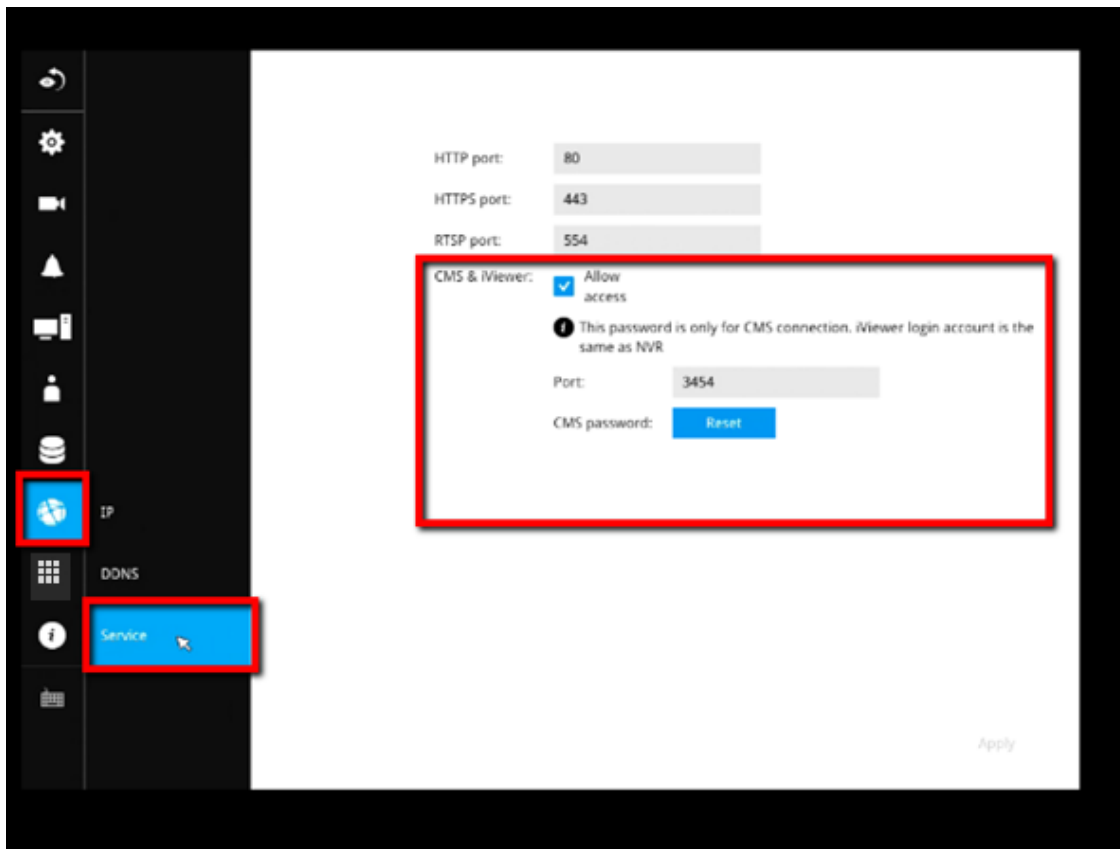 HTTP port: 80
HTTPS port: 443
RTSP port: 554
CMS & iViewer: Allow
access
i This password is only for CMS connection. iViewer login account is the
same as NVR
Port: 3454
CMS password: Reset
IP
DDNS
i Service
Apply